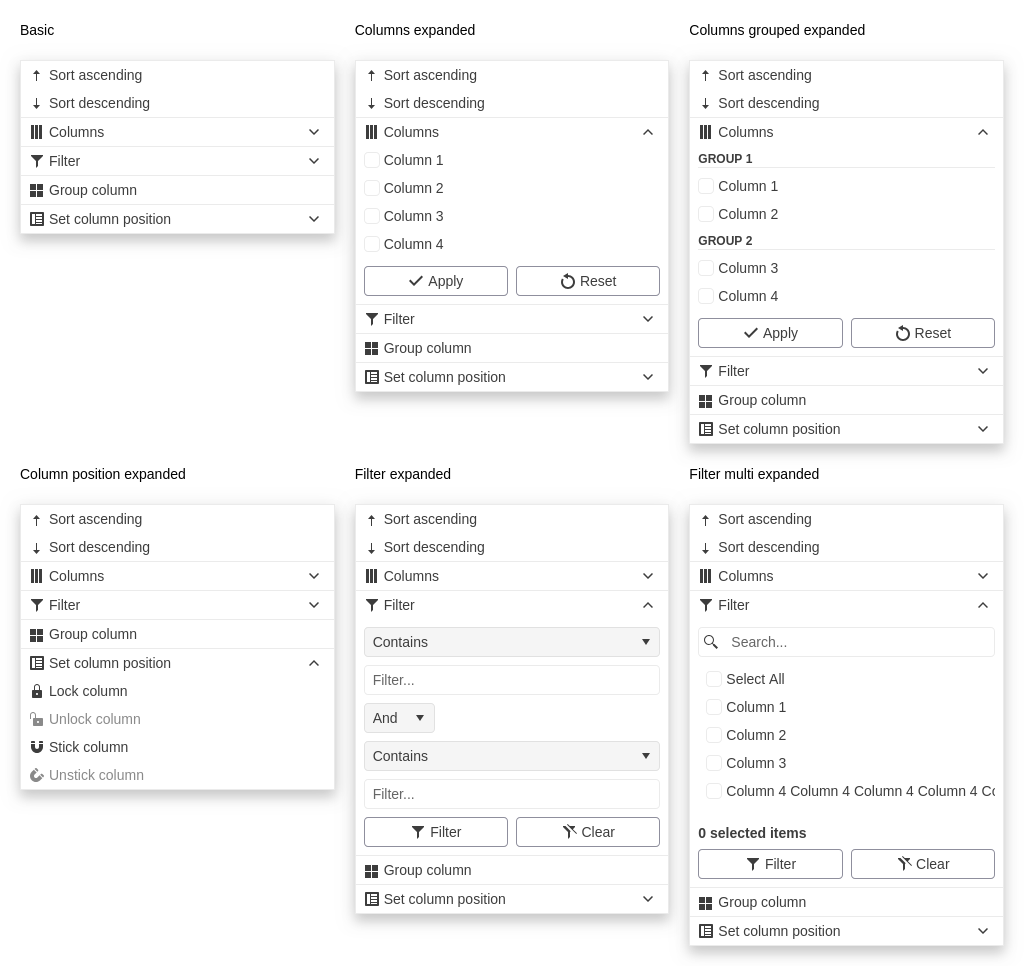 Basic
Sort ascending
Sort descending
Columns
Filter
Group column
Set column position
Columns expanded
Sort ascending
Sort descending
Columns
Column 1
Column 2
Column 3
Column 4
Apply Reset
Filter
Group column
Set column position
Columns grouped expanded
Sort ascending
Sort descending
Columns
GROUP 1
Column 1
Column 2
GROUP 2
Column 3
Column 4
Apply Reset
Filter
Group column
Set column position
Column position expanded
Sort ascending
Sort descending
Columns
Filter
Group column
Set column position
Lock column
Unlock column
Stick column
Unstick column
Filter expanded
Sort ascending
Sort descending
Columns
Filter
Contains
Filter...
And
Contains
Filter...
Filter Clear
Group column
Set column position
Filter multi expanded
Sort ascending
Sort descending
Columns
Filter
Search...
Select All
Column 1
Column 2
Column 3
Column 4 Column 4 Column 4 Column 4 Co
0 selected items
Filter Clear
Group column
Set column position